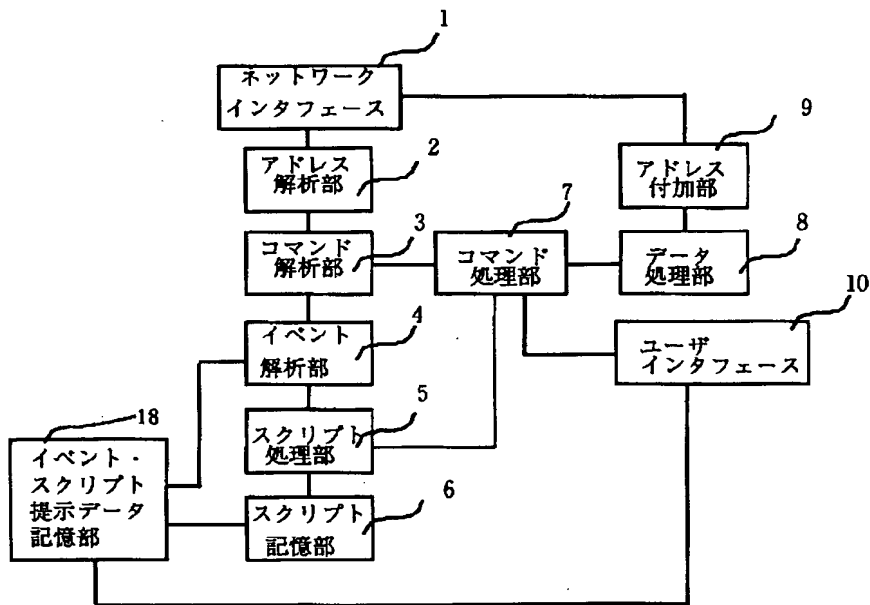 1
ネットワーク
インタフェース
2
アドレス
解析部
9
アドレス
付加部
3
コマンド
解析部
7
コマンド
処理部
8
データ
処理部
4
イベント
解析部
10
ユーザ
インタフェース
5
スクリプト
処理部
18
イベント・
スクリプト
提示データ
記憶部
6
スクリプト
記憶部